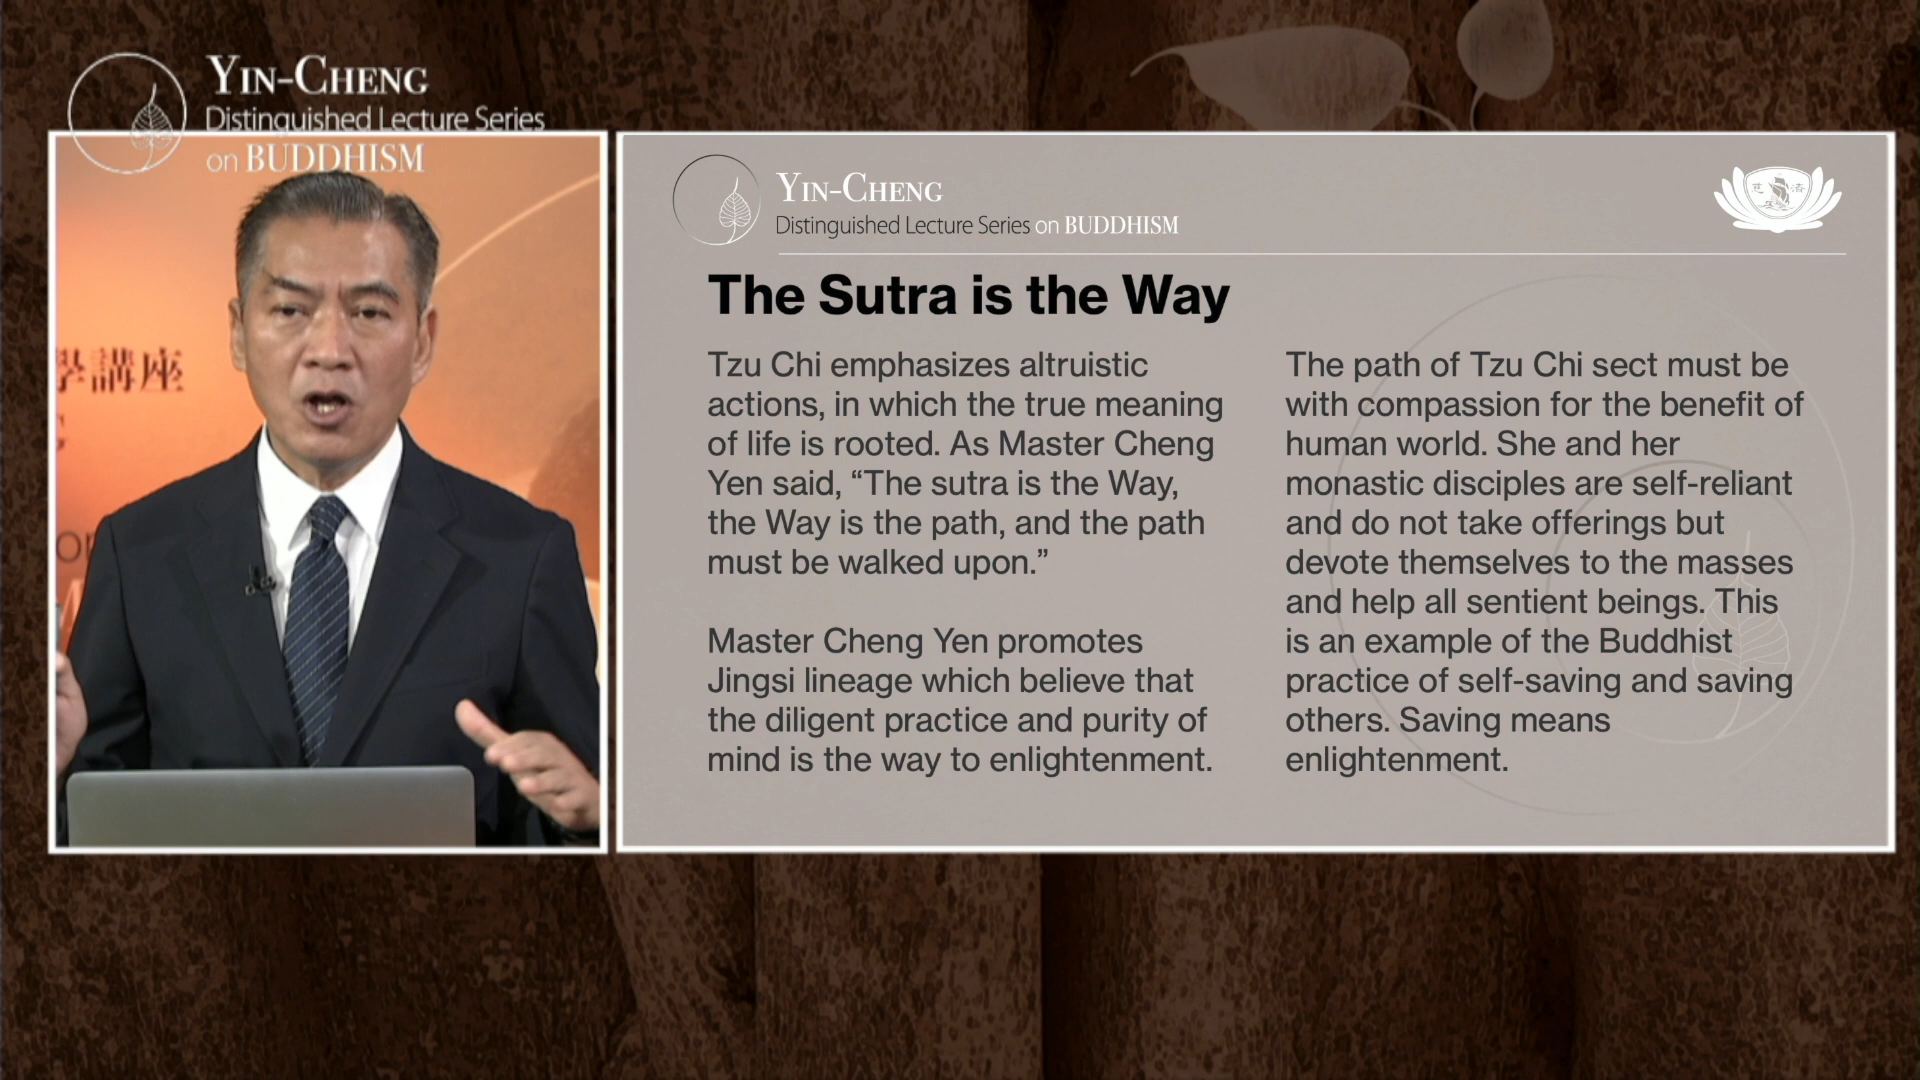 YIN-CHENG
Distinguished Lecture Series
on BUDDHISM
學講座
YIN-CHENG
Distinguished Lecture Series on BUDDHISM
慈 濟
The Sutra is the Way
Tzu Chi emphasizes altruistic
actions, in which the true meaning
of life is rooted. As Master Cheng
Yen said, “The sutra is the Way,
the Way is the path, and the path
must be walked upon.”
Master Cheng Yen promotes
Jingsi lineage which believe that
the diligent practice and purity of
mind is the way to enlightenment.
The path of Tzu Chi sect must be
with compassion for the benefit of
human world. She and her
monastic disciples are self-reliant
and do not take offerings but
devote themselves to the masses
and help all sentient beings. This
is an example of the Buddhist
practice of self-saving and saving
others. Saving means
enlightenment.